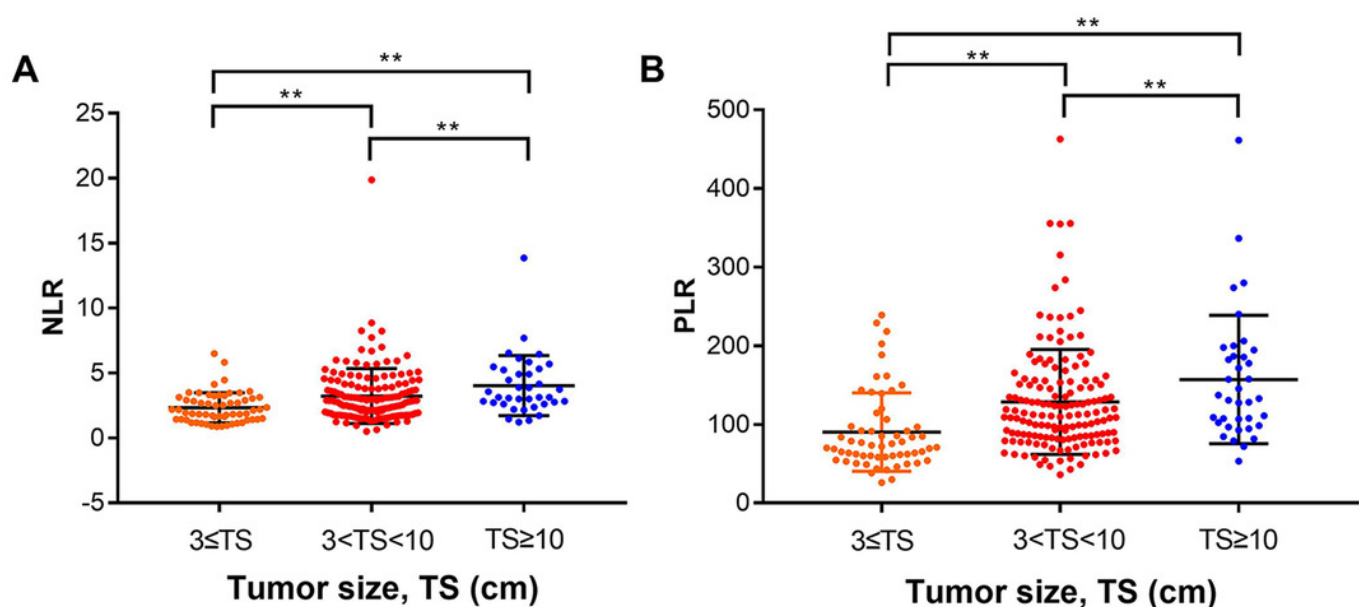 A
**
**
**
25
20
15
10
5
0
-5
NLR
3≤TS
3<TS<10
TS≥10
Tumor size, TS (cm)
B
**
**
**
500
400
300
200
100
0
PLR
3≤TS
3<TS<10
TS≥10
Tumor size, TS (cm)